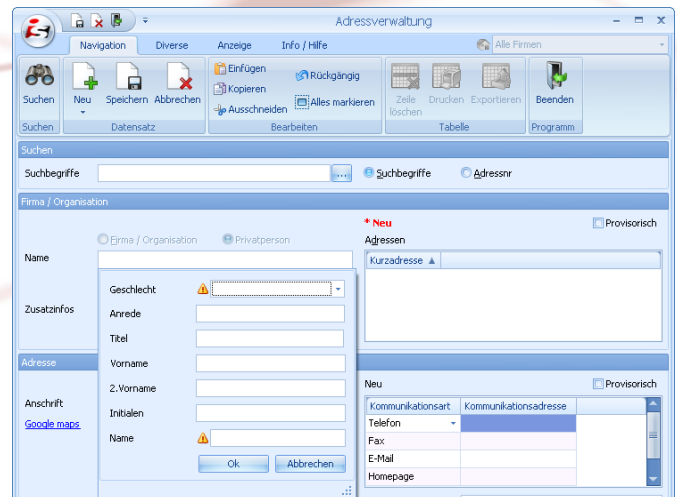 Adressverwaltung
Navigation Diverse Anzeige Info / Hilfe Alle Firmen
Einfügen Rückgängig
Kopieren
Suchen Neu Speichern Abbrechen Ausschneiden Alles markieren Zeile löschen Drucken Exportieren Beenden
Suchen Datensatz Bearbeiten Tabelle Programm
Suchen
Suchbegriffe ... Suchbegriffe Adressnr
Firma / Organisation
* Neu Provisorisch
Firma / Organisation Privatperson Adressen
Name Kurzadresse
Geschlecht
Zusatzinfos Anrede
Titel
Adresse Vorname
2.Vorname Neu Provisorisch
Anschrift Initialen Kommunikationsart Kommunikationsadresse
Google maps Telefon
Name Fax
E-Mail
Ok Abbrechen Homepage